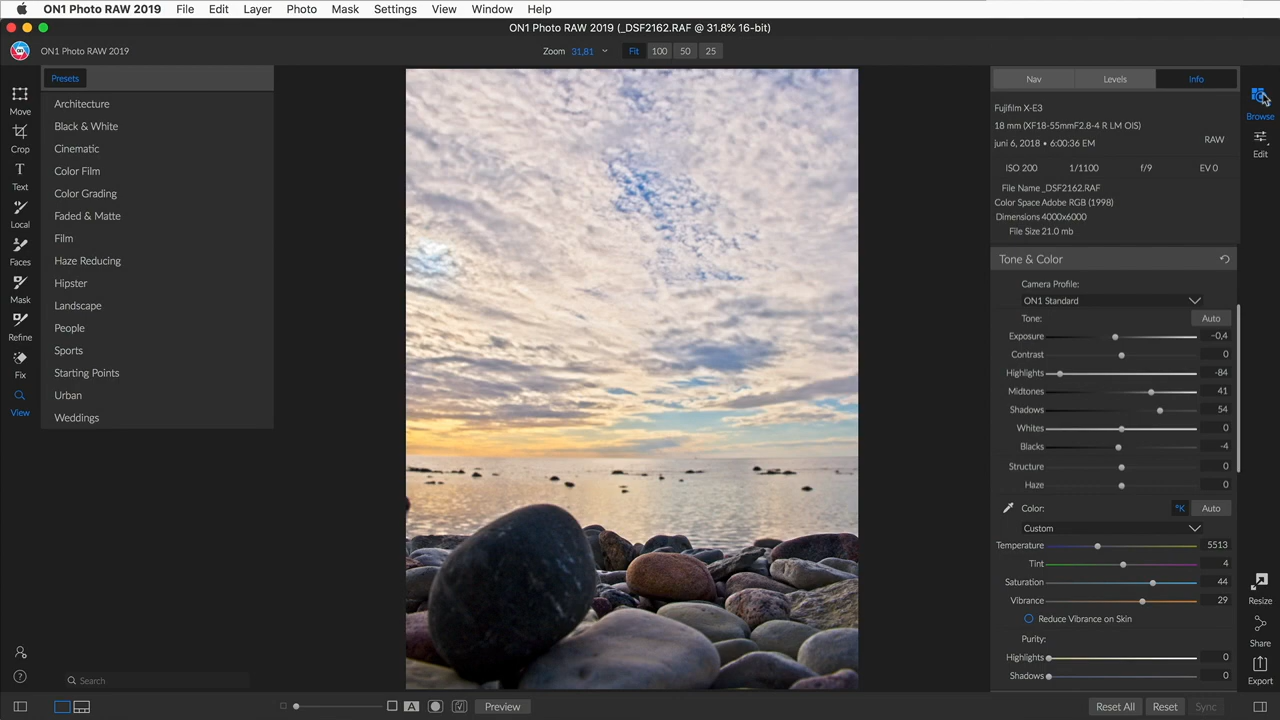 ON1 Photo RAW 2019 File Edit Layer Photo Mask Settings View Window Help
ON1 Photo RAW 2019 (_DSF2162.RAF @ 31.8% 16-bit)
ON1 Photo RAW 2019
Zoom 31,81 Fit 100 50 25
Move
Crop
Text
Local
Faces
Mask
Refine
Fix
View
Presets
Architecture
Black & White
Cinematic
Color Film
Color Grading
Faded & Matte
Film
Haze Reducing
Hipster
Landscape
People
Sports
Starting Points
Urban
Weddings
Search
Nav Levels Info
Fujifilm X-E3
18 mm (XF18-55mmF2.8-4 R LM OIS)
juni 6, 2018 • 6:00:36 EM
RAW
ISO 200 1/1100 f/9 EV 0
File Name _DSF2162.RAF
Color Space Adobe RGB (1998)
Dimensions 4000x6000
File Size 21.0 mb
Tone & Color
Camera Profile:
ON1 Standard
Tone: Auto
Exposure -0,4
Contrast 0
Highlights -84
Midtones 41
Shadows 54
Whites 0
Blacks -4
Structure 0
Haze 0
Color: °K Auto
Custom
Temperature 5513
Tint 4
Saturation 44
Vibrance 29
Reduce Vibrance on Skin
Purity:
Highlights 0
Shadows 0
Browse
Edit
Resize
Share
Export
A Preview
Reset All Reset Sync